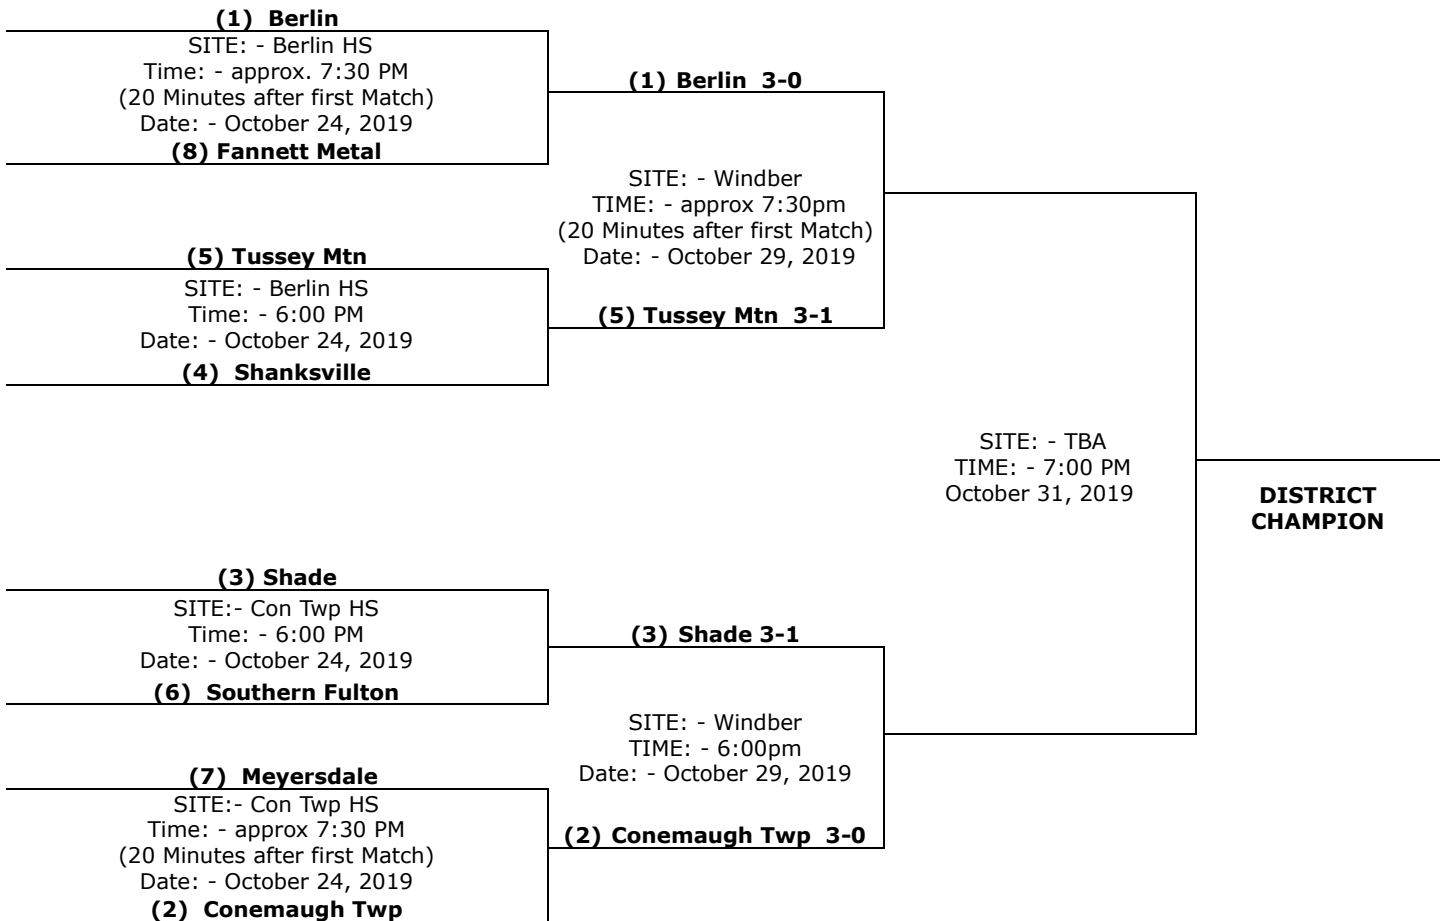 (1) Berlin
SITE: - Berlin HS
Time: - approx. 7:30 PM
(20 Minutes after first Match)
Date: - October 24, 2019
(8) Fannett Metal
(5) Tussey Mtn
SITE: - Berlin HS
Time: - 6:00 PM
Date: - October 24, 2019
(4) Shanksville
(3) Shade
SITE:- Con Twp HS
Time: - 6:00 PM
Date: - October 24, 2019
(6) Southern Fulton
(7) Meyersdale
SITE:- Con Twp HS
Time: - approx 7:30 PM
(20 Minutes after first Match)
Date: - October 24, 2019
(2) Conemaugh Twp
(1) Berlin 3-0
SITE: - Windber
TIME: - approx 7:30pm
(20 Minutes after first Match)
Date: - October 29, 2019
(5) Tussey Mtn 3-1
(3) Shade 3-1
SITE: - Windber
TIME: - 6:00pm
Date: - October 29, 2019
(2) Conemaugh Twp 3-0
SITE: - TBA
TIME: - 7:00 PM
October 31, 2019
DISTRICT
CHAMPION